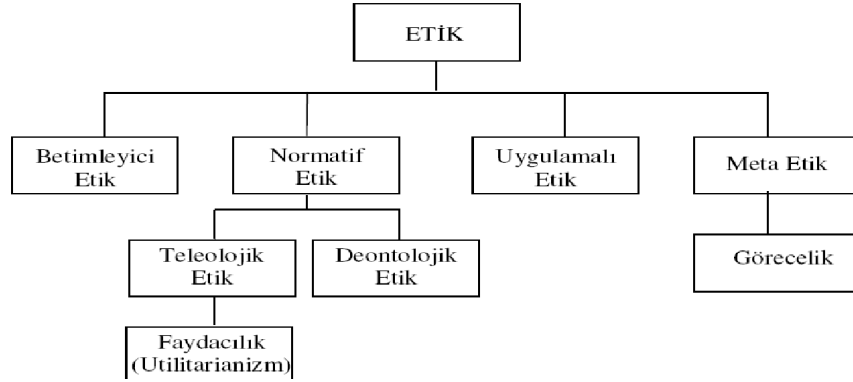 ETİK
Betimleyici
Etik
Normatif
Etik
Uygulamalı
Etik
Meta Etik
Teleolojik
Etik
Deontolojik
Etik
Görecelik
Faydacılık
(Utilitarianizm)